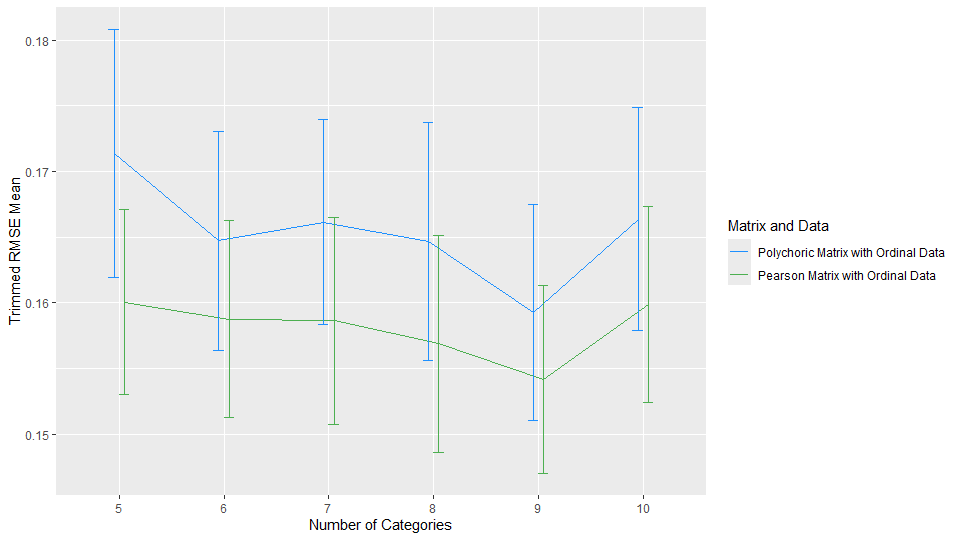 0.18
0.17
0.16
0.15
Trimmed RMSE Mean
5 6 7 8 9 10
Number of Categories
Matrix and Data
Polychoric Matrix with Ordinal Data
Pearson Matrix with Ordinal Data